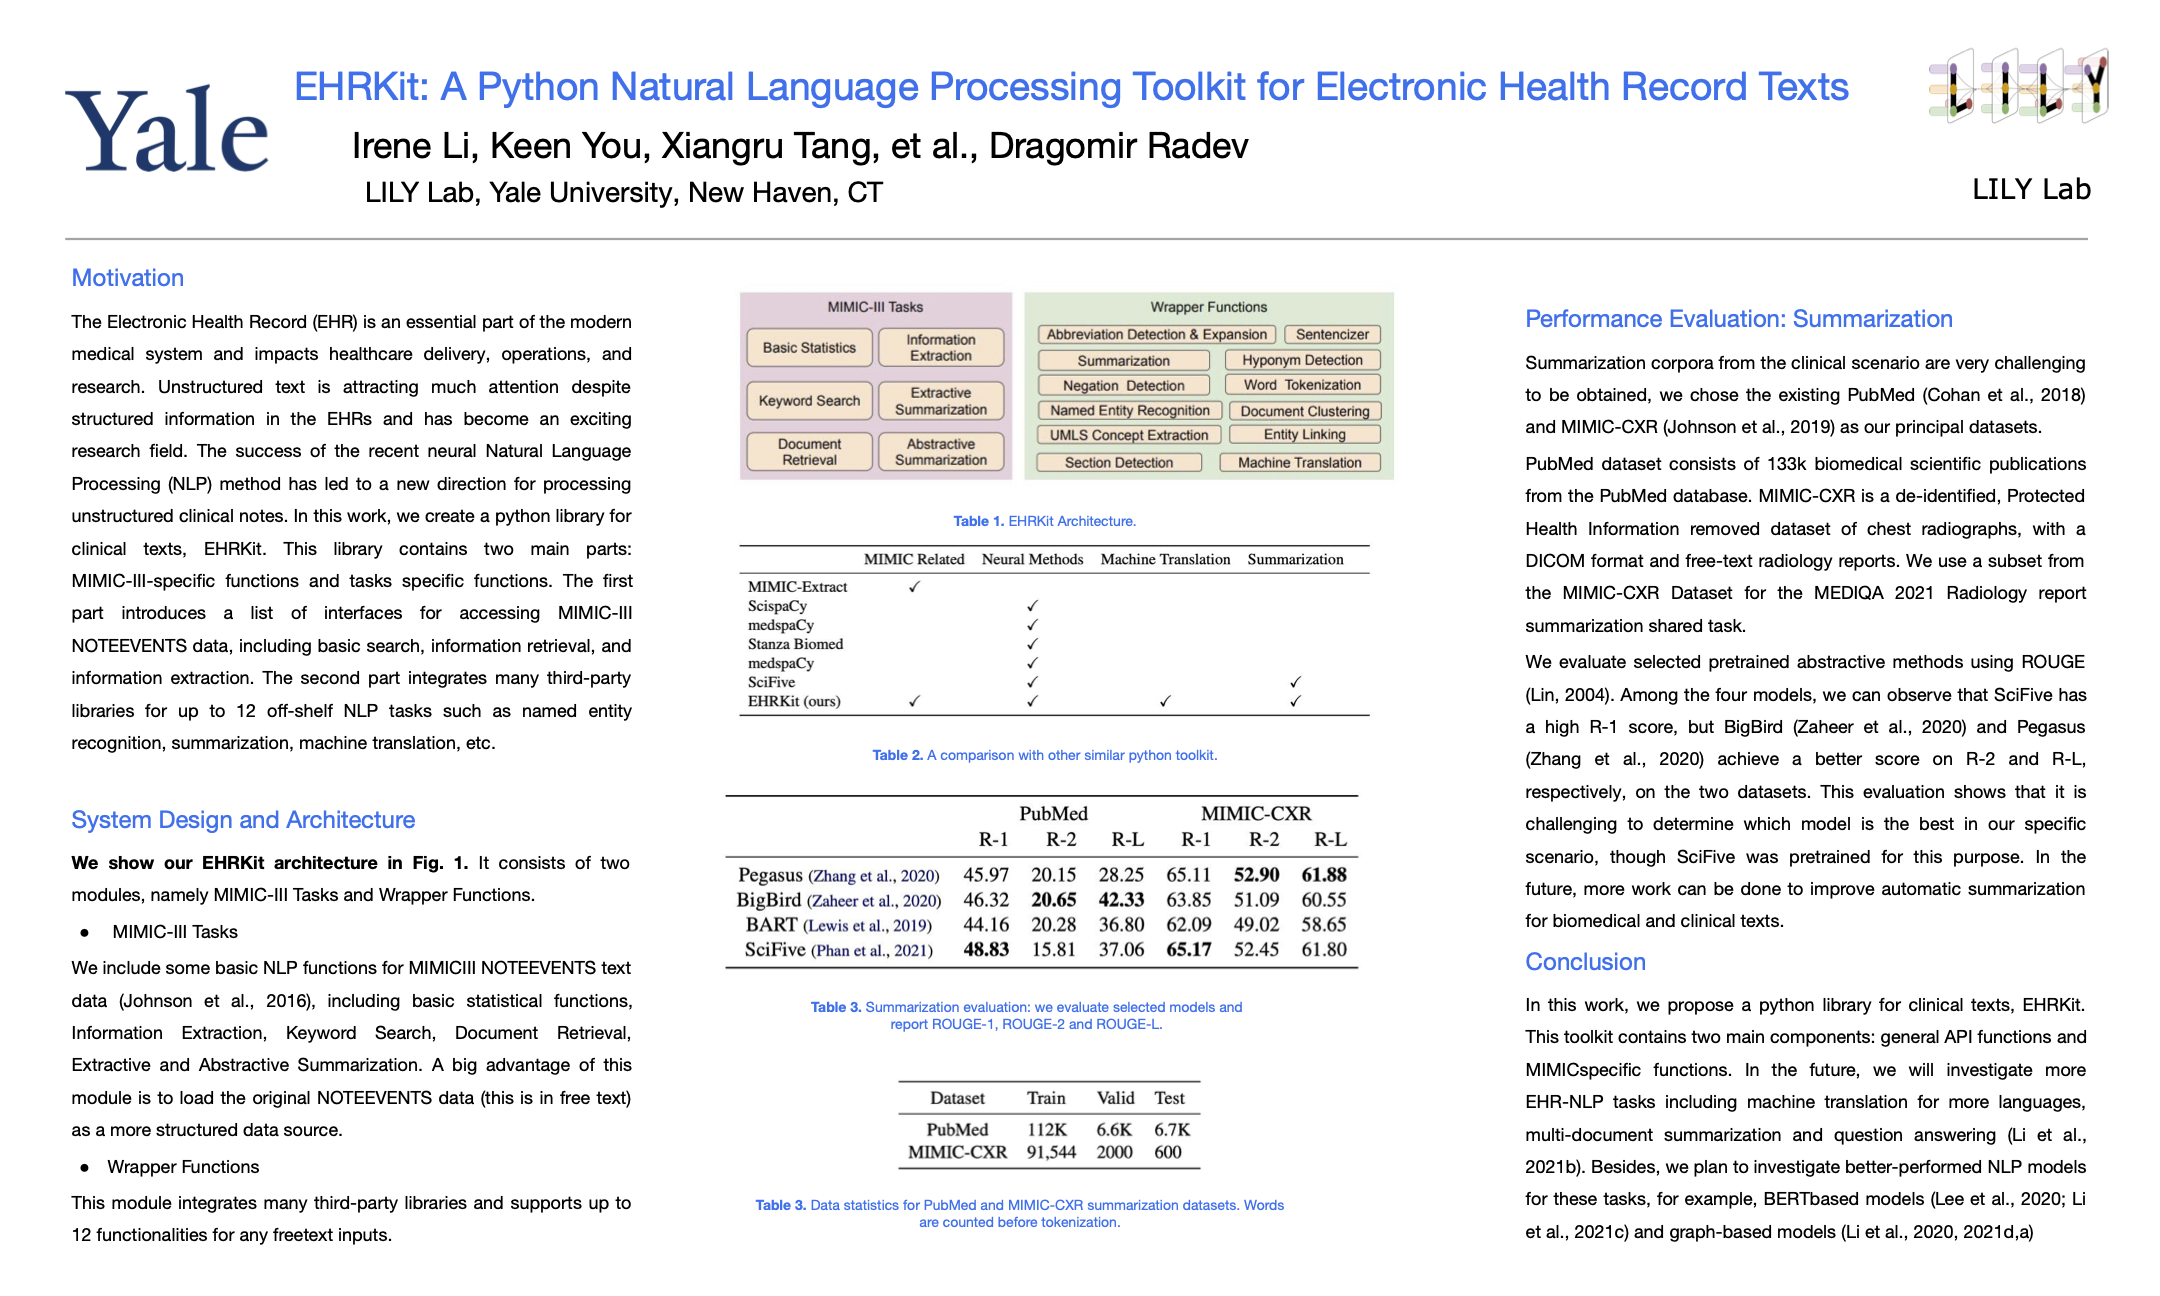 Yale
EHRKit: A Python Natural Language Processing Toolkit for Electronic Health Record Texts
Irene Li, Keen You, Xiangru Tang, et al., Dragomir Radev
LILY Lab, Yale University, New Haven, CT
LILY
LILY Lab
Motivation
The Electronic Health Record (EHR) is an essential part of the modern
medical system and impacts healthcare delivery, operations, and
research. Unstructured text is attracting much attention despite
structured information in the EHRs and has become an exciting
research field. The success of the recent neural Natural Language
Processing (NLP) method has led to a new direction for processing
unstructured clinical notes. In this work, we create a python library for
clinical texts, EHRKit. This library contains two main parts:
MIMIC-III-specific functions and tasks specific functions. The first
part introduces a list of interfaces for accessing MIMIC-III
NOTEEVENTS data, including basic search, information retrieval, and
information extraction. The second part integrates many third-party
libraries for up to 12 off-shelf NLP tasks such as named entity
recognition, summarization, machine translation, etc.
System Design and Architecture
We show our EHRKit architecture in Fig. 1. It consists of two
modules, namely MIMIC-III Tasks and Wrapper Functions.
● MIMIC-III Tasks
We include some basic NLP functions for MIMICIII NOTEEVENTS text
data (Johnson et al., 2016), including basic statistical functions,
Information Extraction, Keyword Search, Document Retrieval,
Extractive and Abstractive Summarization. A big advantage of this
module is to load the original NOTEEVENTS data (this is in free text)
as a more structured data source.
● Wrapper Functions
This module integrates many third-party libraries and supports up to
12 functionalities for any freetext inputs.
MIMIC-III Tasks
Basic Statistics
Information
Extraction
Keyword Search
Extractive
Summarization
Document
Retrieval
Abstractive
Summarization
Wrapper Functions
Abbreviation Detection & Expansion Sentencizer
Summarization Hyponym Detection
Negation Detection Word Tokenization
Named Entity Recognition Document Clustering
UMLS Concept Extraction Entity Linking
Section Detection Machine Translation
Table 1. EHRKit Architecture.
MIMIC Related Neural Methods Machine Translation Summarization
MIMIC-Extract ✓
ScispaCy ✓
medspaCy ✓
Stanza Biomed ✓
medspaCy ✓
SciFive ✓ ✓
EHRKit (ours) ✓ ✓ ✓ ✓
Table 2. A comparison with other similar python toolkit.
PubMed MIMIC-CXR
R-1 R-2 R-L R-1 R-2 R-L
Pegasus (Zhang et al., 2020) 45.97 20.15 28.25 65.11 52.90 61.88
BigBird (Zaheer et al., 2020) 46.32 20.65 42.33 63.85 51.09 60.55
BART (Lewis et al., 2019) 44.16 20.28 36.80 62.09 49.02 58.65
SciFive (Phan et al., 2021) 48.83 15.81 37.06 65.17 52.45 61.80
Table 3. Summarization evaluation: we evaluate selected models and
report ROUGE-1, ROUGE-2 and ROUGE-L.
Dataset Train Valid Test
PubMed 112K 6.6K 6.7K
MIMIC-CXR 91,544 2000 600
Table 3. Data statistics for PubMed and MIMIC-CXR summarization datasets. Words
are counted before tokenization.
Performance Evaluation: Summarization
Summarization corpora from the clinical scenario are very challenging
to be obtained, we chose the existing PubMed (Cohan et al., 2018)
and MIMIC-CXR (Johnson et al., 2019) as our principal datasets.
PubMed dataset consists of 133k biomedical scientific publications
from the PubMed database. MIMIC-CXR is a de-identified, Protected
Health Information removed dataset of chest radiographs, with a
DICOM format and free-text radiology reports. We use a subset from
the MIMIC-CXR Dataset for the MEDIQA 2021 Radiology report
summarization shared task.
We evaluate selected pretrained abstractive methods using ROUGE
(Lin, 2004). Among the four models, we can observe that SciFive has
a high R-1 score, but BigBird (Zaheer et al., 2020) and Pegasus
(Zhang et al., 2020) achieve a better score on R-2 and R-L,
respectively, on the two datasets. This evaluation shows that it is
challenging to determine which model is the best in our specific
scenario, though SciFive was pretrained for this purpose. In the
future, more work can be done to improve automatic summarization
for biomedical and clinical texts.
Conclusion
In this work, we propose a python library for clinical texts, EHRKit.
This toolkit contains two main components: general API functions and
MIMICspecific functions. In the future, we will investigate more
EHR-NLP tasks including machine translation for more languages,
multi-document summarization and question answering (Li et al.,
2021b). Besides, we plan to investigate better-performed NLP models
for these tasks, for example, BERTbased models (Lee et al., 2020; Li
et al., 2021c) and graph-based models (Li et al., 2020, 2021d,a)